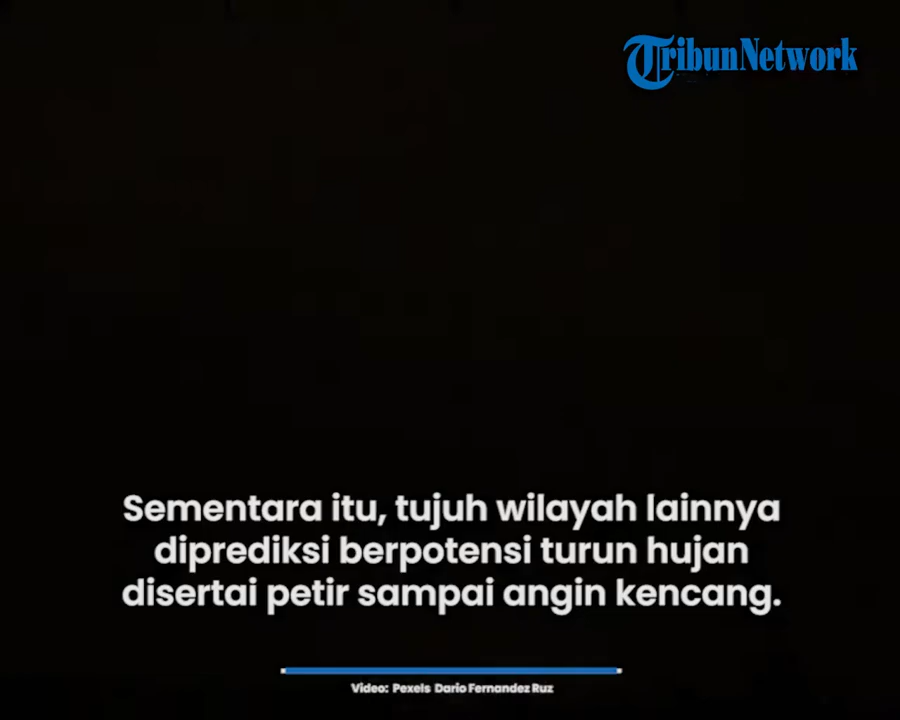 TribunNetwork
Sementara itu, tujuh wilayah lainnya
diprediksi berpotensi turun hujan
disertai petir sampai angin kencang.
Video: Pexels Dario Fernandez Ruz